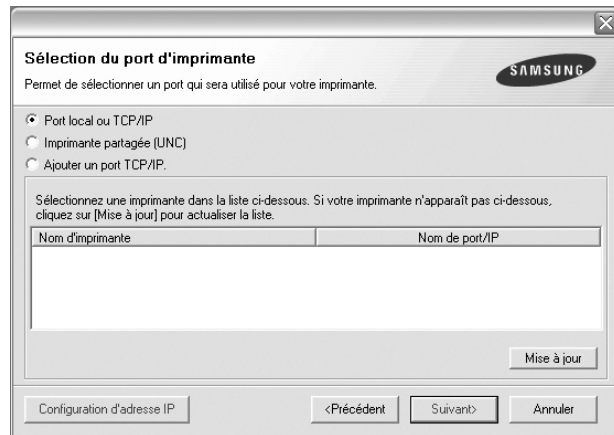 Sélection du port d'imprimante
Permet de sélectionner un port qui sera utilisé pour votre imprimante.
SAMSUNG
Port local ou TCP/IP
Imprimante partagée (UNC)
Ajouter un port TCP/IP.
Sélectionnez une imprimante dans la liste ci-dessous. Si votre imprimante n'apparaît pas ci-dessous,
cliquez sur [Mise à jour] pour actualiser la liste.
Nom d'imprimante Nom de port/IP
Mise à jour
Configuration d'adresse IP <Précédent Suivant> Annuler